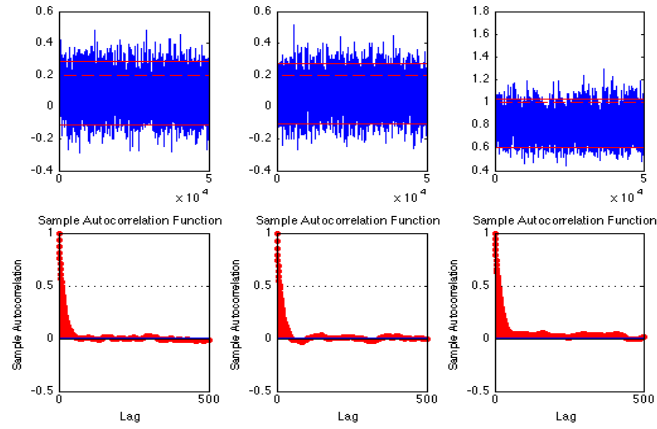 0.6 0.6 1.8
0.4 0.4 1.6
0.2 0.2 1.4
0 0 1.2
-0.2 -0.2 1
-0.4 -0.4 0.8
0.6
0.4
0 5 0 5 0 5
× 10 4 × 10 4 × 10 4
Sample Autocorrelation Function Sample Autocorrelation Function Sample Autocorrelation Function
1 1 1
0.5 0.5 0.5
0 0 0
-0.5 -0.5 -0.5
Sample Autocorrelation Sample Autocorrelation Sample Autocorrelation
0 500 0 500 0 500
Lag Lag Lag